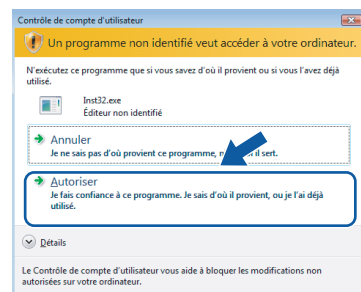 Contrôle de compte d'utilisateur
Un programme non identifié veut accéder à votre ordinateur.
N'exécutez ce programme que si vous savez d'où il provient ou si vous l'avez déjà
utilisé.
Inst32.exe
Éditeur non identifié
Annuler
Je ne sais pas d'où provient ce programme, il sert.
Autoriser
Je fais confiance à ce programme. Je sais d'où il provient, ou je l'ai déjà
utilisé.
Détails
Le Contrôle de compte d'utilisateur vous aide à bloquer les modifications non
autorisées sur votre ordinateur.